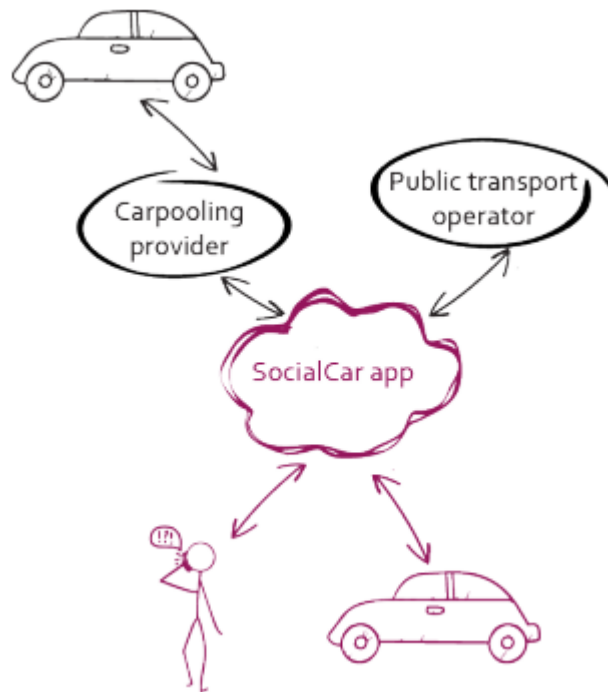 Carpooling
provider
Public transport
operator
SocialCar app
!?!